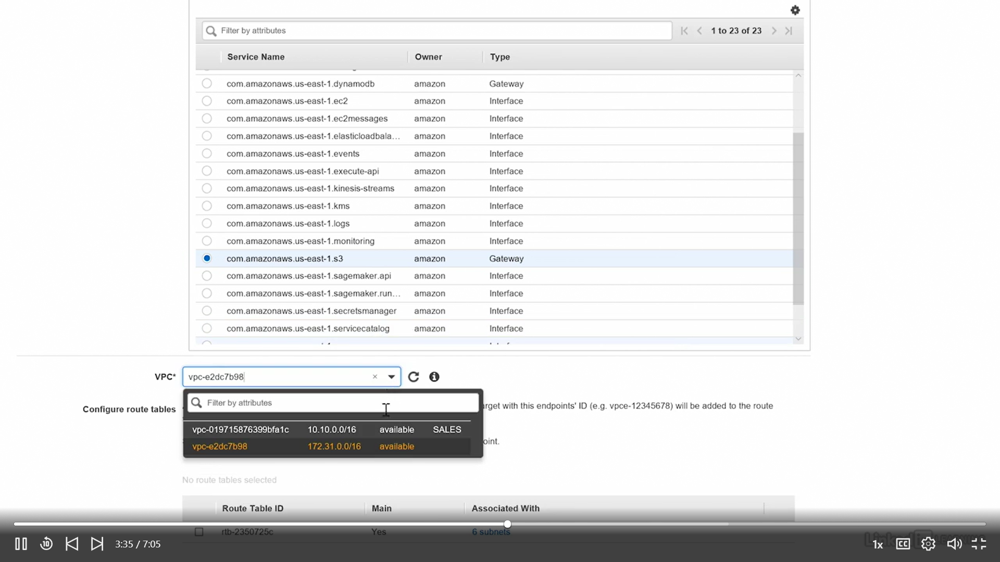 Filter by attributes
1 to 23 of 23
Service Name Owner Type
com.amazonaws.us-east-1.dynamodb amazon Gateway
com.amazonaws.us-east-1.ec2 amazon Interface
com.amazonaws.us-east-1.ec2messages amazon Interface
com.amazonaws.us-east-1.elasticloadbala... amazon Interface
com.amazonaws.us-east-1.events amazon Interface
com.amazonaws.us-east-1.execute-api amazon Interface
com.amazonaws.us-east-1.kinesis-streams amazon Interface
com.amazonaws.us-east-1.kms amazon Interface
com.amazonaws.us-east-1.logs amazon Interface
com.amazonaws.us-east-1.monitoring amazon Interface
com.amazonaws.us-east-1.s3 amazon Gateway
com.amazonaws.us-east-1.sagemaker.api amazon Interface
com.amazonaws.us-east-1.sagemaker.run... amazon Interface
com.amazonaws.us-east-1.secretsmanager amazon Interface
com.amazonaws.us-east-1.servicecatalog amazon Interface
VPC* vpc-e2dc7b98
Filter by attributes
Configure route tables
rget with this endpoints' ID (e.g. vpce-12345678) will be added to the route
vpc-019715876399bfa1c 10.10.0.0/16 available SALES
oint.
vpc-e2dc7b98 172.31.0.0/16 available
No route tables selected
Route Table ID Main Associated With
rtb-2350725c Yes 6 subnets
10 3:35 / 7:05 1x CC
LinkedIn LEARNING